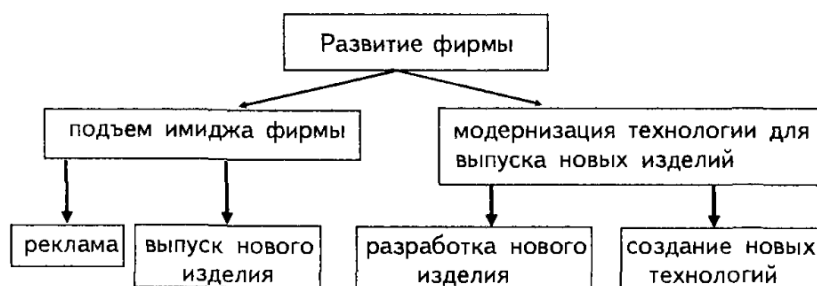 Развитие фирмы
подъем имиджа фирмы
модернизация технологии для
выпуска новых изделий
реклама
выпуск нового
изделия
разработка нового
изделия
создание новых
технологий